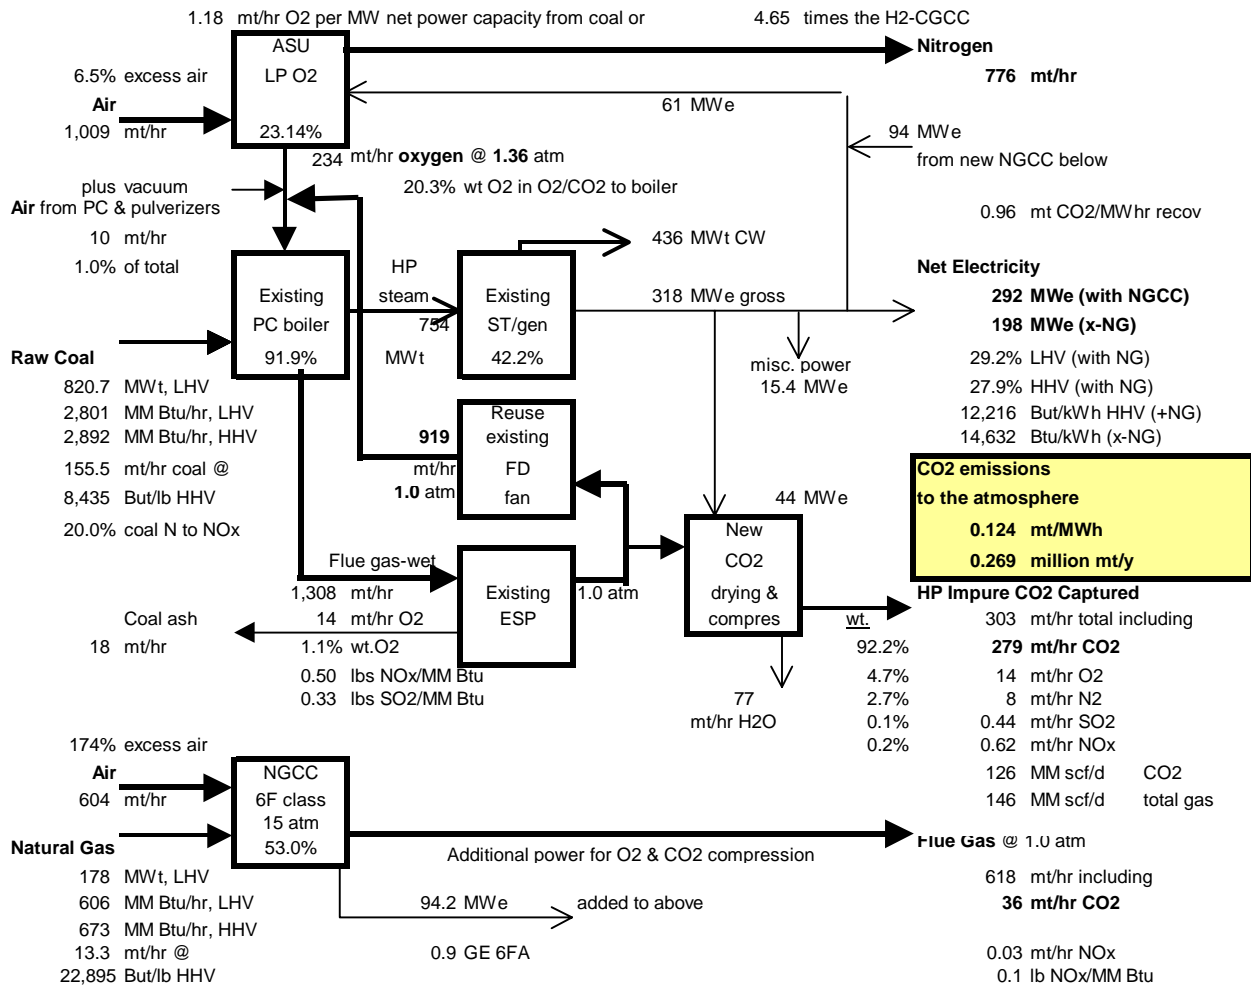 1.18 mt/hr O2 per MW net power capacity from coal or 4.65 times the H2-CGCC
ASU
LP O2
23.14%
6.5% excess air
Air
1,009 mt/hr
Nitrogen
776 mt/hr
61 MWe
94 MWe
from new NGCC below
234 mt/hr oxygen @ 1.36 atm
20.3% wt O2 in O2/CO2 to boiler
plus vacuum
Air from PC & pulverizers
10 mt/hr
1.0% of total
0.96 mt CO2/MWhr recov
436 MWt CW
HP
steam
754
MWt
Existing
PC boiler
91.9%
Existing
ST/gen
42.2%
318 MWe gross
misc. power
15.4 MWe
Net Electricity
292 MWe (with NGCC)
198 MWe (x-NG)
29.2% LHV (with NG)
27.9% HHV (with NG)
12,216 But/kWh HHV (+NG)
14,632 Btu/kWh (x-NG)
Raw Coal
820.7 MWt, LHV
2,801 MM Btu/hr, LHV
2,892 MM Btu/hr, HHV
155.5 mt/hr coal @
8,435 But/lb HHV
20.0% coal N to NOx
919
mt/hr
1.0 atm
Reuse
existing
FD
fan
44 MWe
CO2 emissions
to the atmosphere
0.124 mt/MWh
0.269 million mt/y
New
CO2
drying &
compres
Flue gas-wet
1,308 mt/hr
14 mt/hr O2
1.1% wt.O2
0.50 lbs NOx/MM Btu
0.33 lbs SO2/MM Btu
Existing
ESP
1.0 atm
Coal ash
18 mt/hr
77
mt/hr H2O
HP Impure CO2 Captured
wt. 303 mt/hr total including
92.2% 279 mt/hr CO2
4.7% 14 mt/hr O2
2.7% 8 mt/hr N2
0.1% 0.44 mt/hr SO2
0.2% 0.62 mt/hr NOx
126 MM scf/d CO2
146 MM scf/d total gas
174% excess air
Air
604 mt/hr
NGCC
6F class
15 atm
53.0%
Natural Gas
178 MWt, LHV
606 MM Btu/hr, LHV
673 MM Btu/hr, HHV
13.3 mt/hr @
22,895 But/lb HHV
Additional power for O2 & CO2 compression
94.2 MWe added to above
0.9 GE 6FA
Flue Gas @ 1.0 atm
618 mt/hr including
36 mt/hr CO2
0.03 mt/hr NOx
0.1 lb NOx/MM Btu